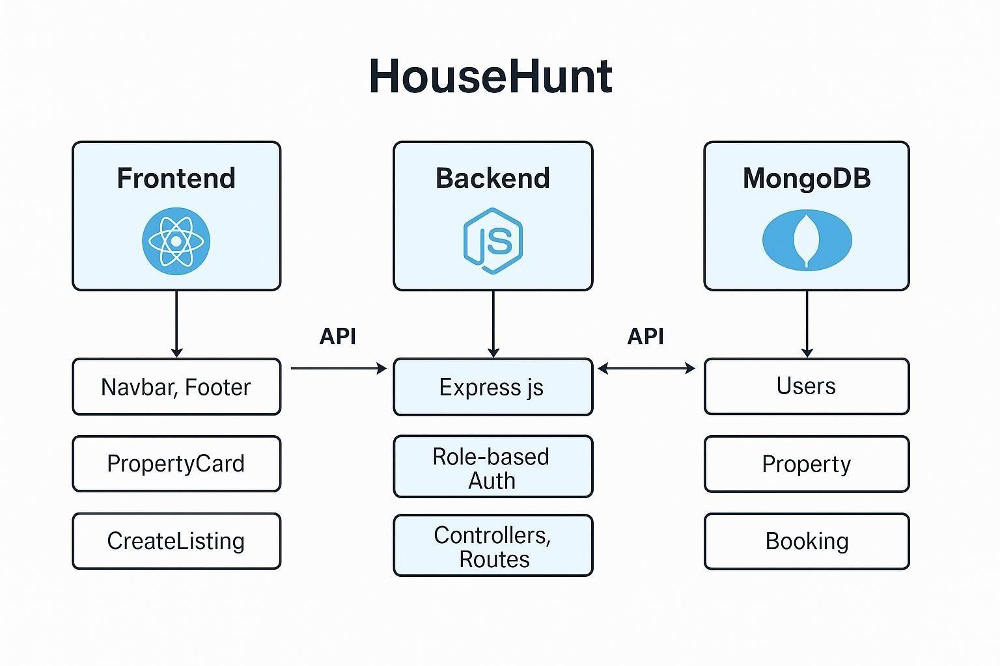 HouseHunt
Frontend
Backend
JS
MongoDB
API
API
Navbar, Footer
Express js
Users
PropertyCard
Role-based
Auth
Property
CreateListing
Controllers,
Routes
Booking